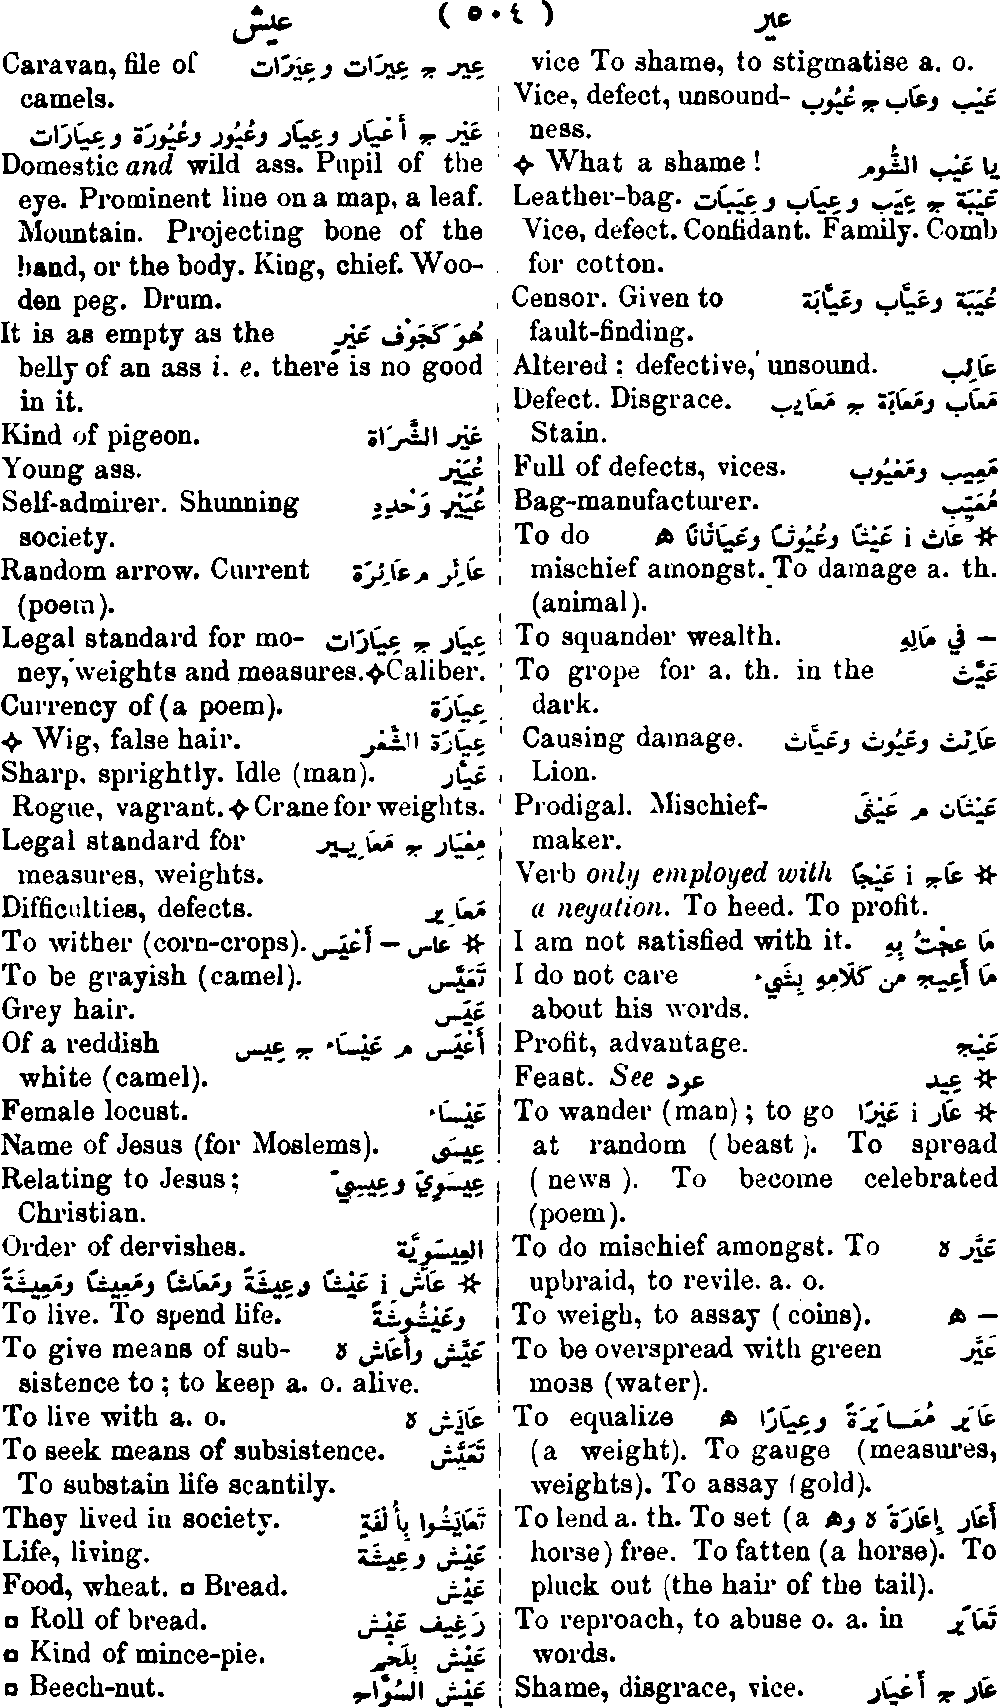 عير ( ٥٠٤ ) عيش
vice To shame, to stigmatise a. o.
Vice, defect, unsound- عَيْب وعَاب ج عُيُوب
ness.
✧ What a shame! يا عَيْب الشُّوم
Leather-bag. عَيْبَة ج عِيَب وعِيَاب وعَيْبَات
Vice, defect. Confidant. Family. Comb
for cotton.
Censor. Given to عُيَبَة وعَيَّاب وعَيَّابَة
fault-finding.
Altered : defective, unsound. عَائِب
Defect. Disgrace. مَعَاب ومَعَابَة ج مَعَايِب
Stain.
Full of defects, vices. مَعِيب ومَعْيُوب
Bag-manufacturer. مُعَيِّب
To do ✲ عَاث i عَيْثًا وعُيُوثًا وعَيَثَانًا ه
mischief amongst. To damage a. th.
(animal).
To squander wealth. – في مَالِهِ
To grope for a. th. in the عَيَّث
dark.
Causing damage. عَائِث وعَيُوث وعَيَّاث
Lion.
Prodigal. Mischief- عَيْثَان م عَيْثَى
maker.
Verb only employed with ✲ عَاج i عَيْجًا
a negation. To heed. To profit.
I am not satisfied with it. مَا عِجْتُ بِهِ
I do not care مَا أَعِيج مِن كَلَامِهِ بِشَيْء
about his words.
Profit, advantage. عَيْج
Feast. See عود ✲ عِيد
To wander (man); to go ✲ عَار i عَيْرًا
at random (beast). To spread
(news). To become celebrated
(poem).
To do mischief amongst. To عَيَّر ه
upbraid, to revile. a. o.
To weigh, to assay (coins). – ه
To be overspread with green عَيَّر
moss (water).
To equalize عَايَر مُعَايَرَةً وعِيَارًا ه
(a weight). To gauge (measures,
weights). To assay (gold).
To lend a. th. To set (a أَعَار إِعَارَةً ه وه
horse) free. To fatten (a horse). To
pluck out (the hair of the tail).
To reproach, to abuse o. a. in تَعَايَر
words.
Shame, disgrace, vice. عَار ج أَعْيَار
Caravan, file of عِير ج عِيَرَات وعِيْرَات
camels.
عَيْر ج أَعْيَار وعِيَار وعُيُور وعُيُورَة وعِيَارَات
Domestic and wild ass. Pupil of the
eye. Prominent line on a map, a leaf.
Mountain. Projecting bone of the
hand, or the body. King, chief. Woo-
den peg. Drum.
It is as empty as the هُوَ كَجَوْف عَيْر
belly of an ass i. e. there is no good
in it.
Kind of pigeon. عَيْر السَّرَاة
Young ass. عُيَيْر
Self-admirer. Shunning عُيَيْر وَحْدِهِ
society.
Random arrow. Current عَائِر م عَائِرَة
(poem).
Legal standard for mo- عِيَار ج عِيَارَات
ney, weights and measures. ✧ Caliber.
Currency of (a poem). عِيَارَة
✧ Wig, false hair. عِيَارَة الشَّعَر
Sharp, sprightly. Idle (man). عَيَّار
Rogue, vagrant. ✧ Crane for weights.
Legal standard for مِعْيَار ج مَعَايِير
measures, weights.
Difficulties, defects. مَعَايِر
To wither (corn-crops). ✲ عاس – أَعْيَس
To be grayish (camel). تَعَيَّس
Grey hair. عَيَس
Of a reddish أَعْيَس م عَيْسَاء ج عِيس
white (camel).
Female locust. عَيْسَاء
Name of Jesus (for Moslems). عِيسَى
Relating to Jesus; عِيسَوِيّ وعِيسِيّ
Christian.
Order of dervishes. العِيسَوِيَّة
✲ عَاش i عَيْشًا وعِيشَةً ومَعَاشًا ومَعِيشًا ومَعِيشَةً
To live. To spend life. وعَيْشُوشَةً
To give means of sub- عَيَّش وأَعَاش ه
sistence to; to keep a. o. alive.
To live with a. o. عَايَش ه
To seek means of subsistence. تَعَيَّش
To substain life scantily.
They lived in society. تَعَايَشُوا بِأُلْفَةٍ
Life, living. عَيْش وعِيشَة
Food, wheat. □ Bread. عَيْش
□ Roll of bread. رَغِيف عَيْش
□ Kind of mince-pie. عَيْش بِلَحْم
□ Beech-nut. عَيْش السُّوَّاح